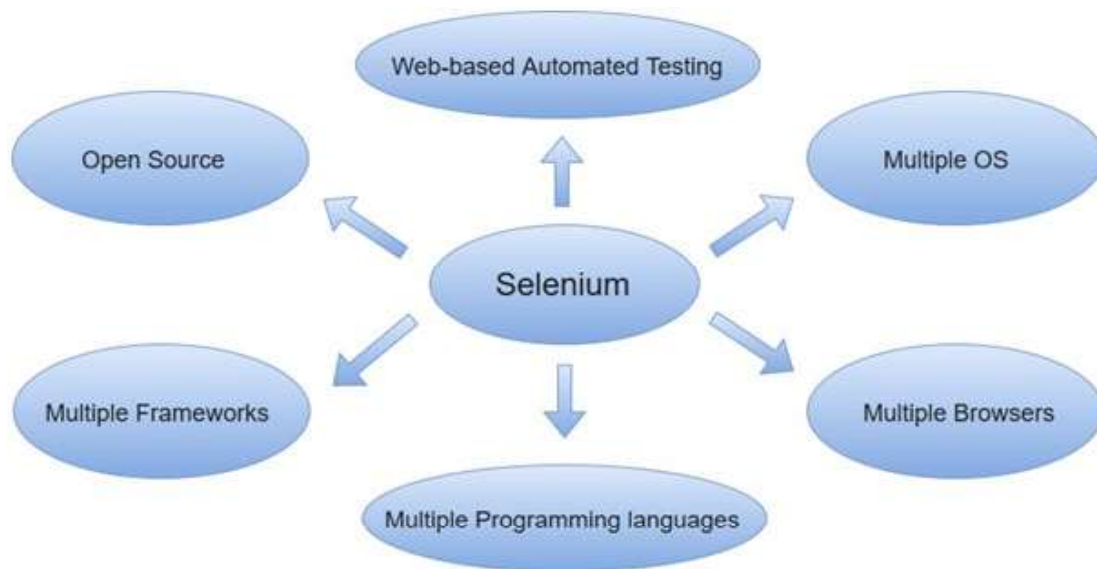 Web-based Automated Testing
Open Source
Multiple OS
Selenium
Multiple Frameworks
Multiple Browsers
Multiple Programming languages